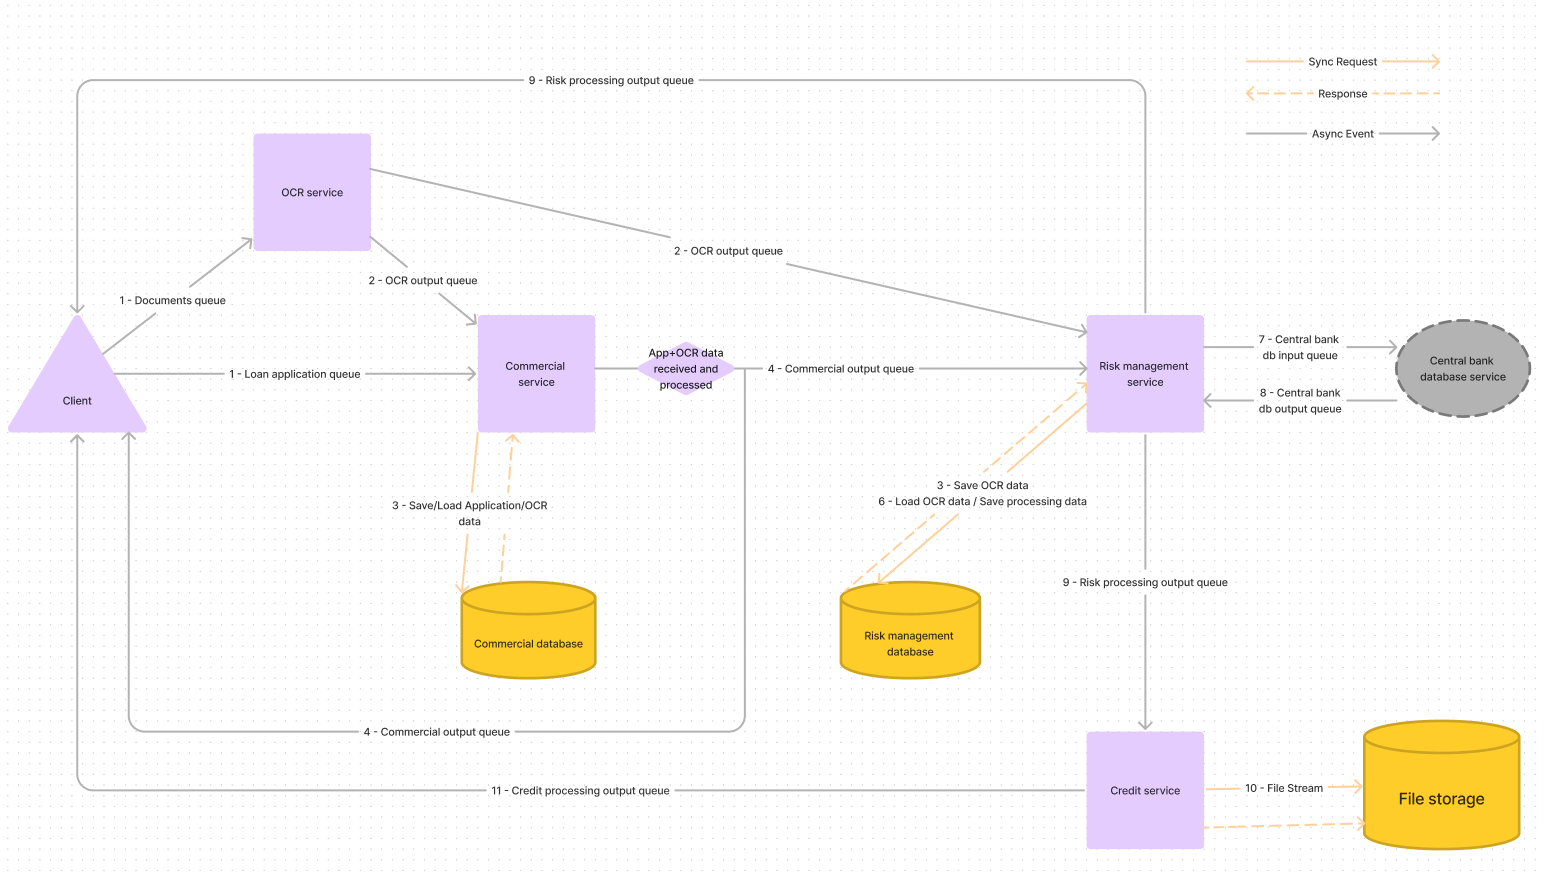 Sync Request
9 - Risk processing output queue
Response
Async Event
OCR service
2 - OCR output queue
2 - OCR output queue
1 - Documents queue
7 - Central bank
db input queue
App+OCR data
received and
processed
Commercial
service
4 - Commercial output queue
Risk management
service
Central bank
database service
1 - Loan application queue
8 - Central bank
db output queue
Client
3 - Save OCR data
6 - Load OCR data / Save processing data
3 - Save/Load Application/OCR
data
9 - Risk processing output queue
Commercial database
Risk management
database
4 - Commercial output queue
11 - Credit processing output queue
Credit service
10 - File Stream
File storage